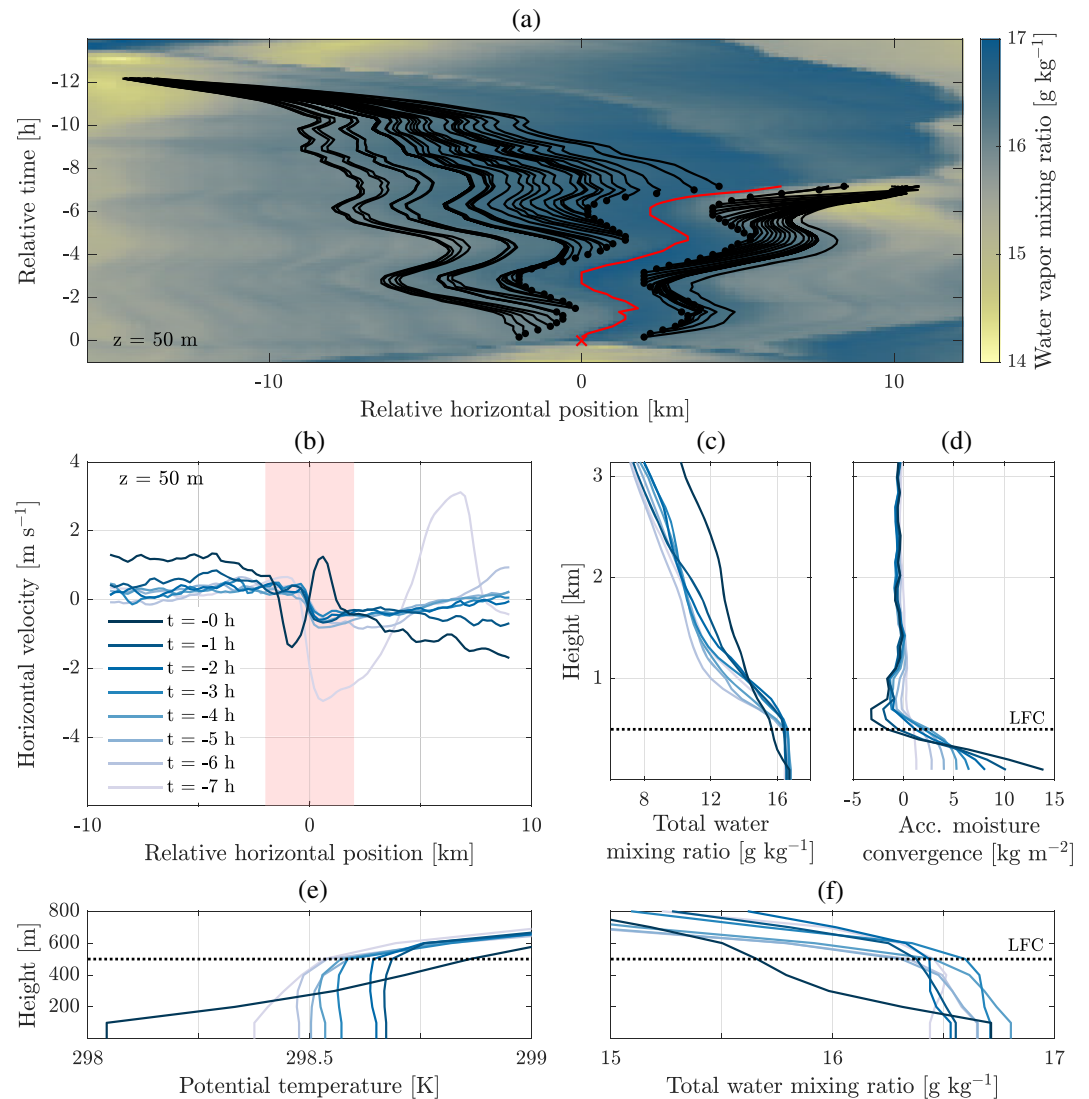 (a)
-12
-10
-8
-6
-4
-2
0
Relative time [h]
z = 50 m
-10
0
10
Relative horizontal position [km]
17
16
15
14
Water vapor mixing ratio [g kg⁻¹]
(b)
z = 50 m
4
2
0
-2
-4
Horizontal velocity [m s⁻¹]
t = -0 h
t = -1 h
t = -2 h
t = -3 h
t = -4 h
t = -5 h
t = -6 h
t = -7 h
-10
0
10
Relative horizontal position [km]
(c)
3
2
1
Height [km]
8
12
16
Total water
mixing ratio [g kg⁻¹]
(d)
LFC
-5
0
5
10
15
Acc. moisture
convergence [kg m⁻²]
(e)
800
600
400
200
Height [m]
298
298.5
299
Potential temperature [K]
(f)
LFC
15
16
17
Total water mixing ratio [g kg⁻¹]